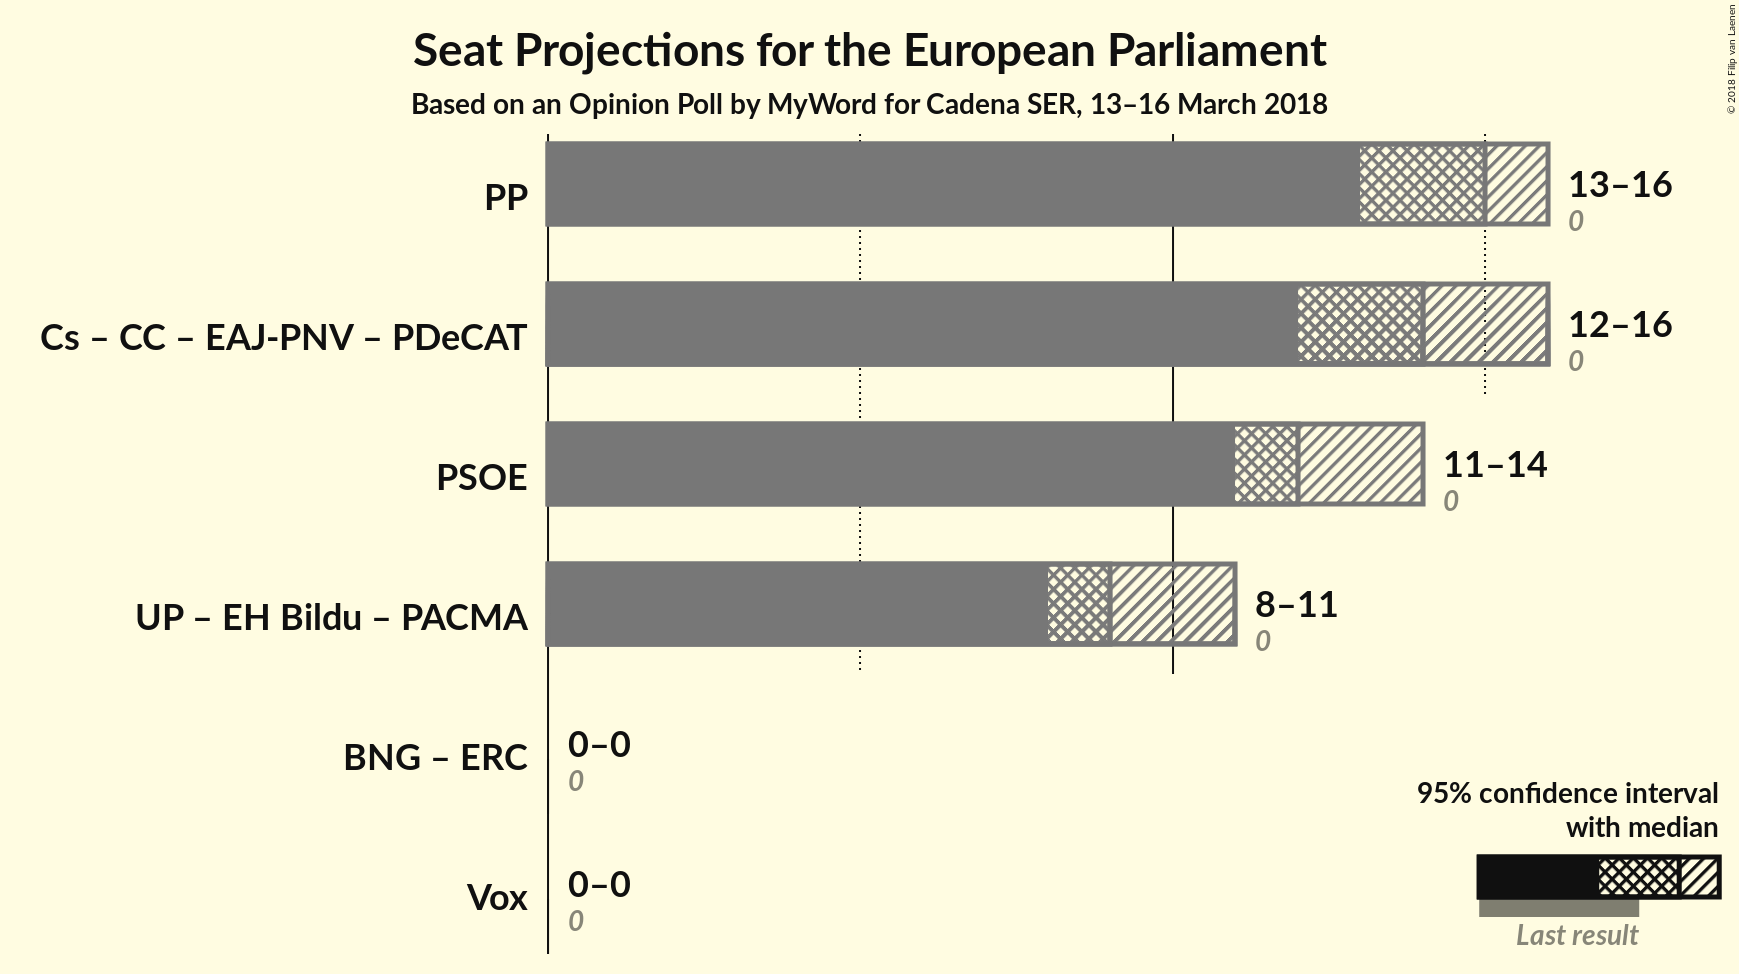 Seat Projections for the European Parliament
Based on an Opinion Poll by MyWord for Cadena SER, 13–16 March 2018
© 2018 Filip van Laenen
PP
13–16
0
Cs – CC – EAJ-PNV – PDeCAT
12–16
0
PSOE
11–14
0
UP – EH Bildu – PACMA
8–11
0
BNG – ERC
0–0
0
Vox
0–0
0
95% confidence interval
with median
Last result